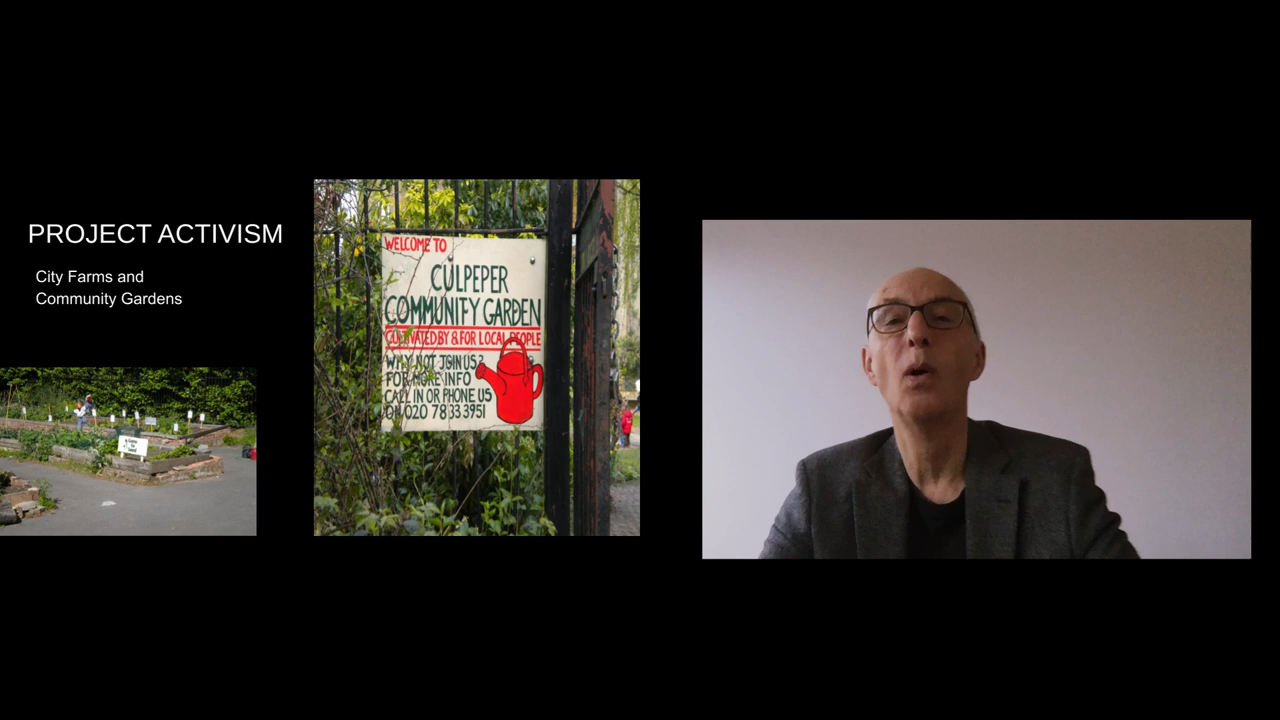 PROJECT ACTIVISM
City Farms and
Community Gardens
WELCOME TO
CULPEPER
COMMUNITY GARDEN
CULTIVATED BY & FOR LOCAL PEOPLE
WHY NOT JOIN US?
FOR MORE INFO
CALL IN OR PHONE US
ON 020 7833 3951